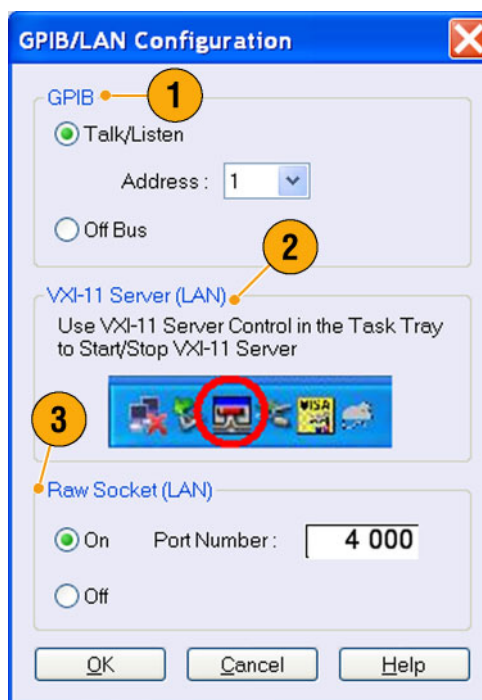 GPIB/LAN Configuration
GPIB
1
Talk/Listen
Address : 1
Off Bus
2
VXI-11 Server (LAN)
Use VXI-11 Server Control in the Task Tray
to Start/Stop VXI-11 Server
VISA
3
Raw Socket (LAN)
On Port Number : 4 000
Off
OK Cancel Help